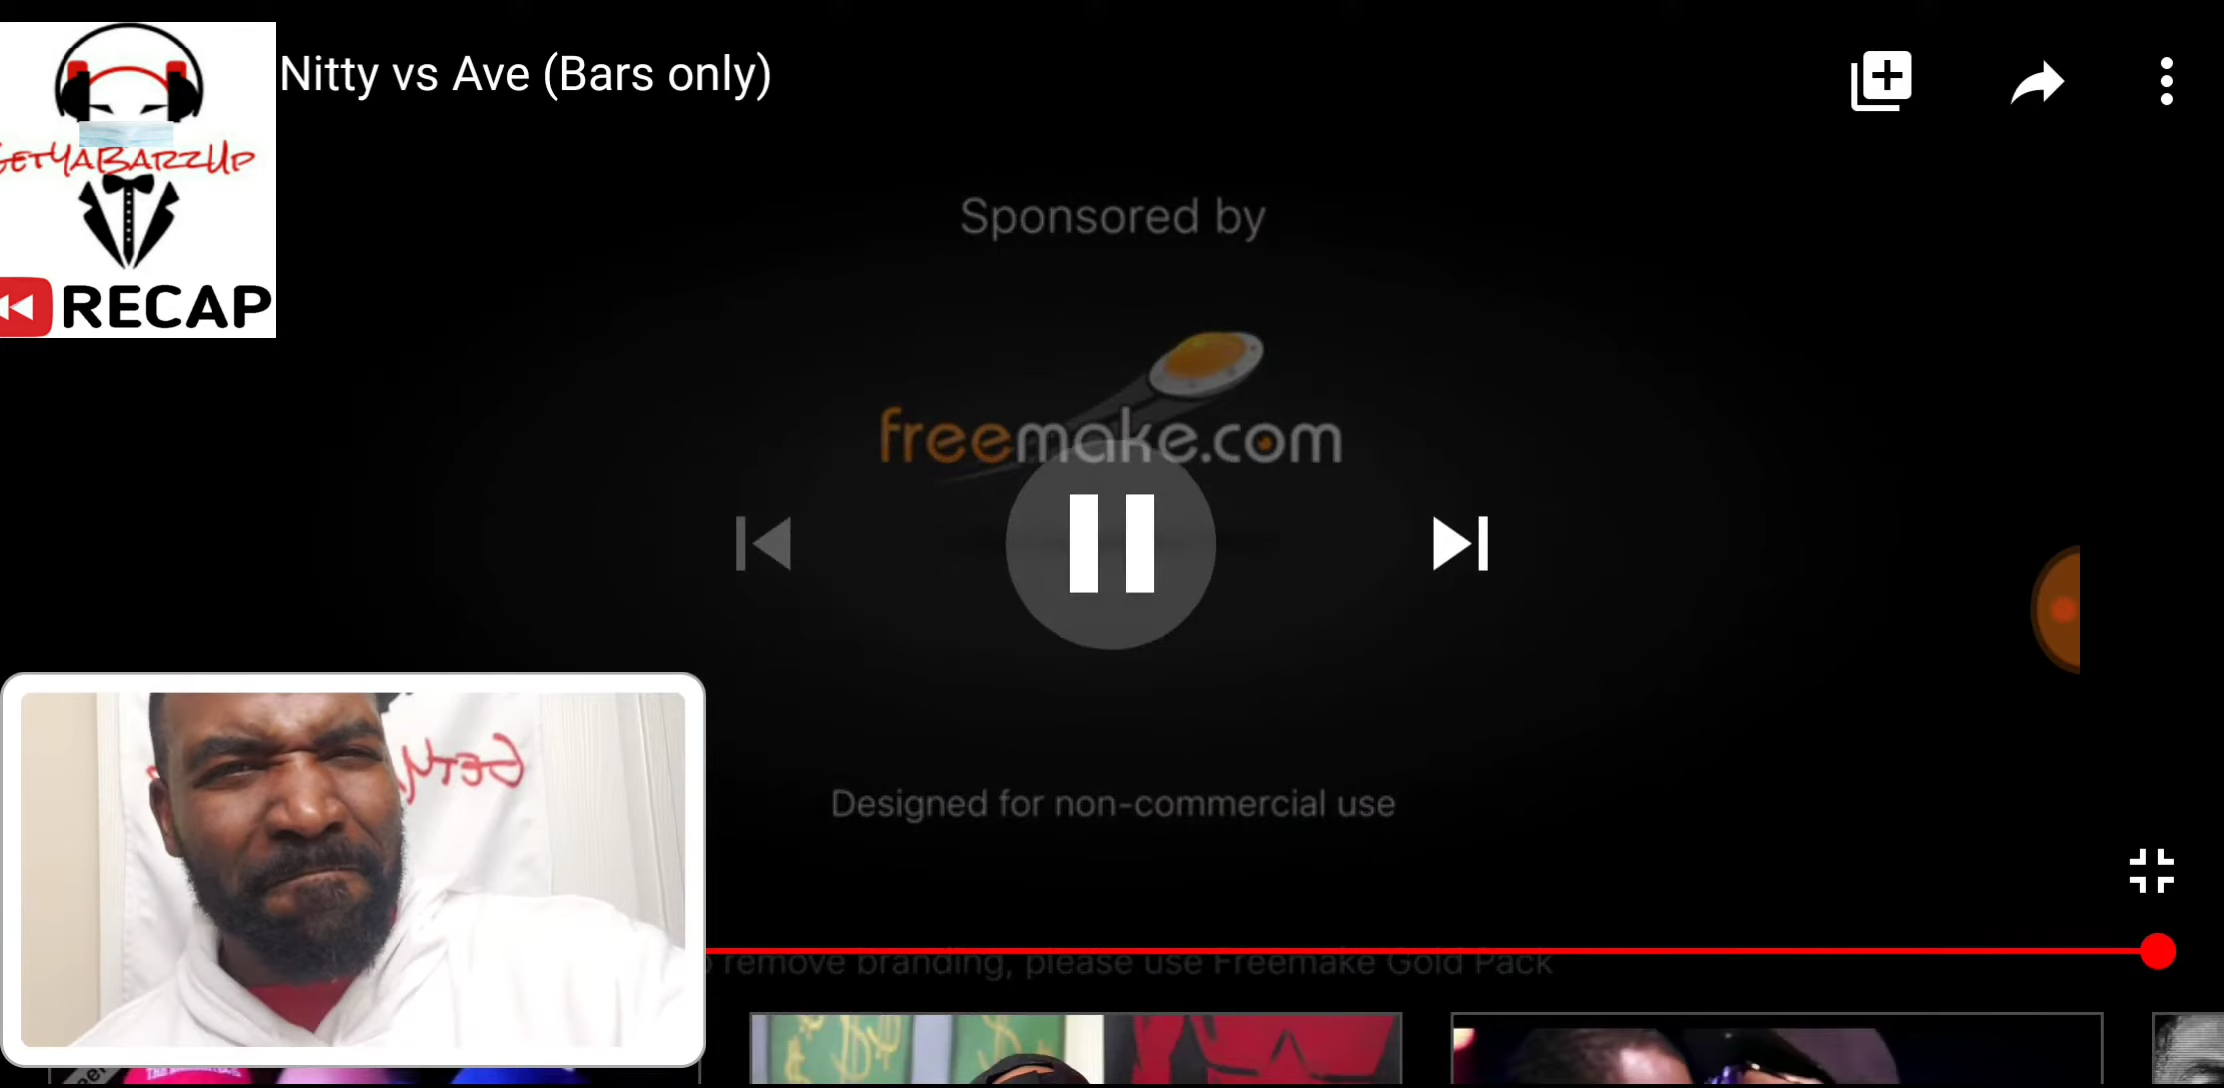 Nitty vs Ave (Bars only)
GETYABARZZUP
RECAP
Sponsored by
freemake.com
Designed for non-commercial use
remove branding, please use Freemake Gold Pack